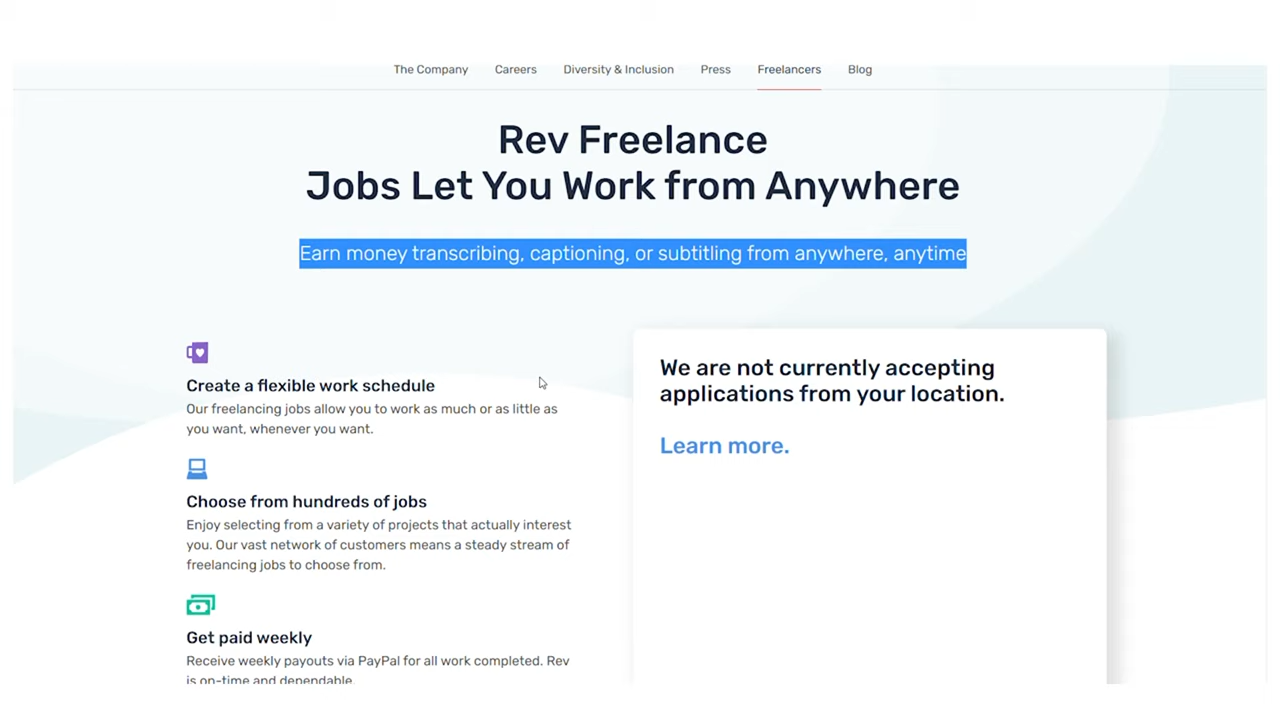 The Company Careers Diversity & Inclusion Press Freelancers Blog
Rev Freelance
Jobs Let You Work from Anywhere
Earn money transcribing, captioning, or subtitling from anywhere, anytime
Create a flexible work schedule
Our freelancing jobs allow you to work as much or as little as
you want, whenever you want.
Choose from hundreds of jobs
Enjoy selecting from a variety of projects that actually interest
you. Our vast network of customers means a steady stream of
freelancing jobs to choose from.
Get paid weekly
Receive weekly payouts via PayPal for all work completed. Rev
is on-time and dependable.
We are not currently accepting
applications from your location.
Learn more.